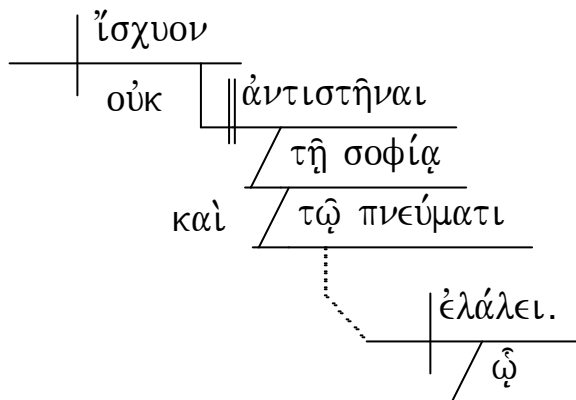 ἴσχυον
οὐκ
ἀντιστῆναι
τῇ σοφίᾳ
καὶ
τῷ πνεύματι
ἐλάλει.
ᾧ